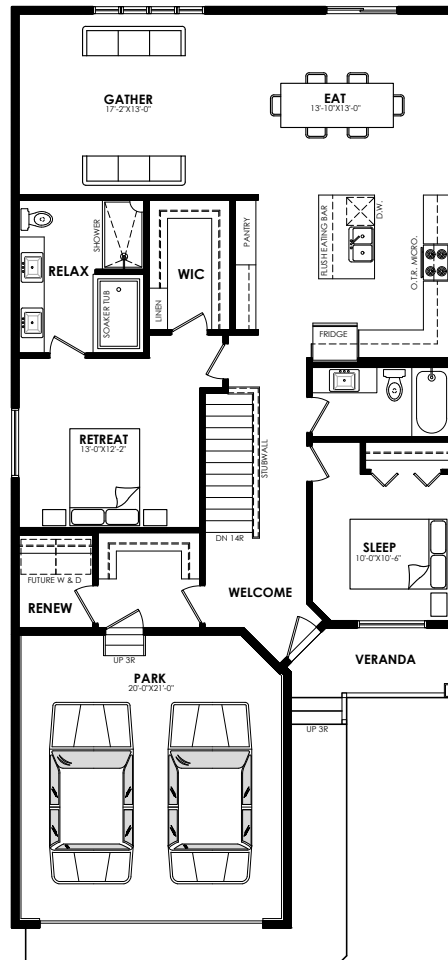 GATHER
17'-2"X13'-0"
EAT
13'-10"X13'-0"
SHOWER
RELAX
SOAKER TUB
WIC
LINEN
PANTRY
FLUSH EATING BAR
D.W.
O.T.R. MICRO.
FRIDGE
RETREAT
13'-0"X12'-2"
STUBWALL
DN 14R
SLEEP
10'-0"X10'-6"
FUTURE W & D
RENEW
WELCOME
VERANDA
UP 3R
PARK
20'-0"X21'-0"
UP 3R